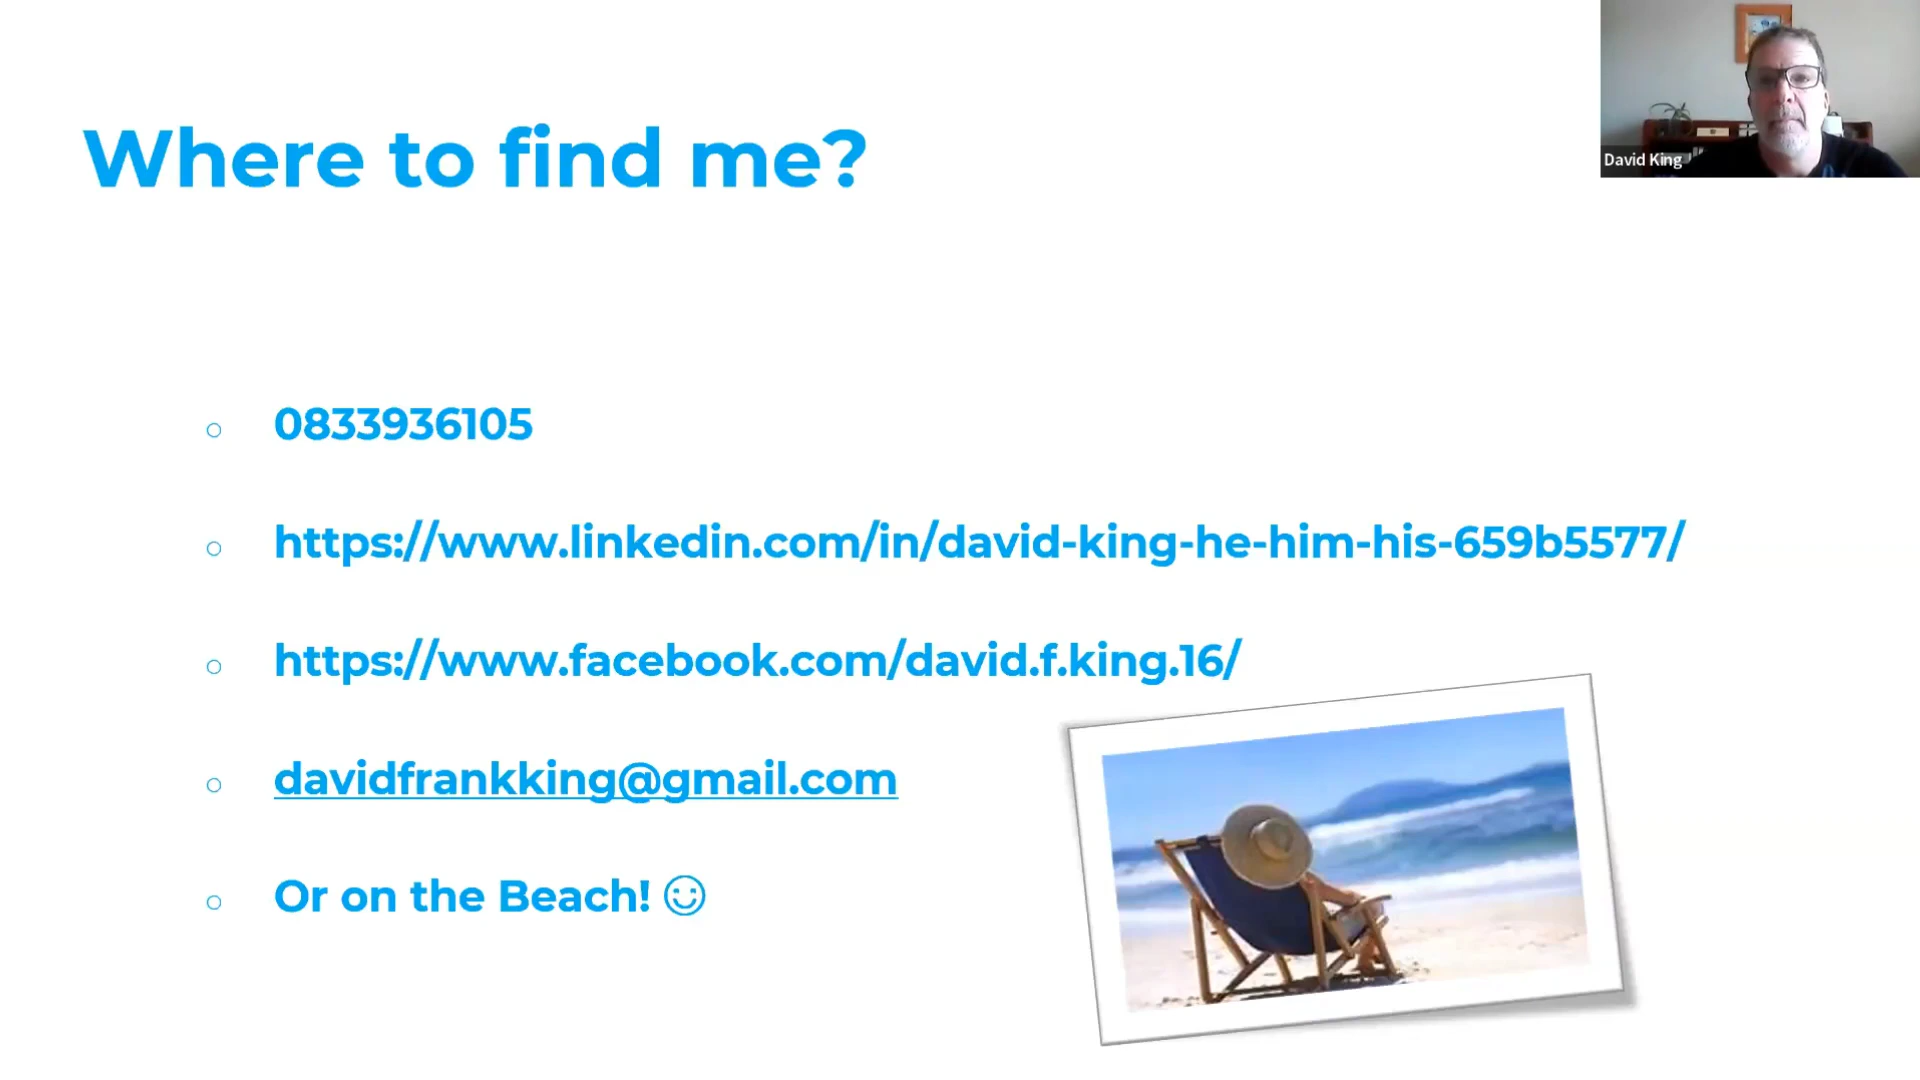 Where to find me?
David King
0833936105
https://www.linkedin.com/in/david-king-he-him-his-659b5577/
https://www.facebook.com/david.f.king.16/
davidfrankking@gmail.com
Or on the Beach! ☺